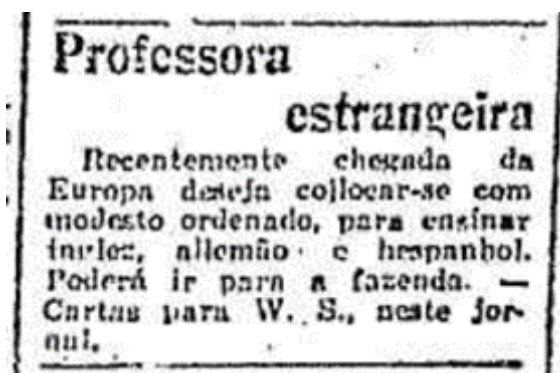 Professora
estrangeira
Recentemente chegada da
Europa deseja collocar-se com
modesto ordenado, para ensinar
inglez, allemão e hespanhol.
Poderá ir para a fazenda. —
Cartas para W. S., neste jor-
nal.